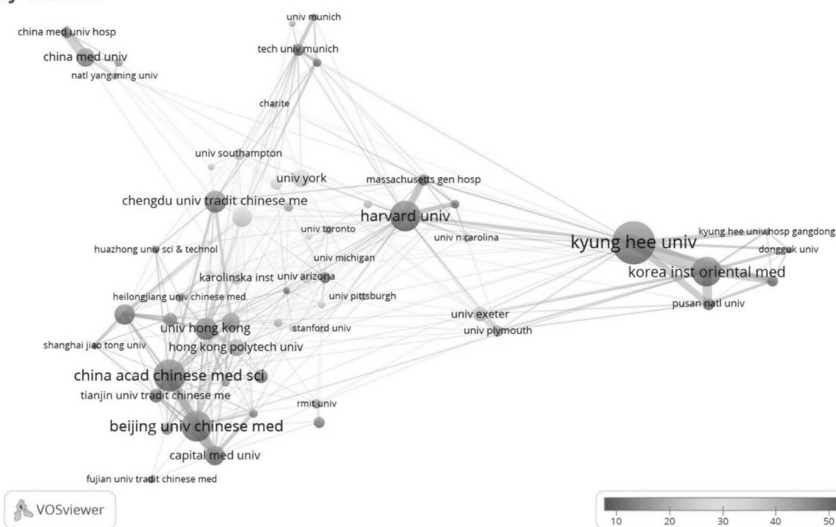 univ munich
china med univ hosp
tech univ munich
china med univ
natl yang ming univ
charite
univ southampton
univ york
massachusetts gen hosp
chengdu univ tradit chinese me
harvard univ
univ toronto
kyung hee univ hosp gangdong
univ n carolina
kyung hee univ
huazhong univ sci & technol
dongguk univ
univ michigan
korea inst oriental med
karolinska inst
univ arizona
heilongjiang univ chinese med
univ pittsburgh
pusan natl univ
univ exeter
univ hong kong
stanford univ
univ plymouth
shanghai jiao tong univ
hong kong polytech univ
china acad chinese med sci
tianjin univ tradit chinese me
rmit univ
beijing univ chinese med
capital med univ
fujian univ tradit chinese med
VOSviewer
10 20 30 40 50